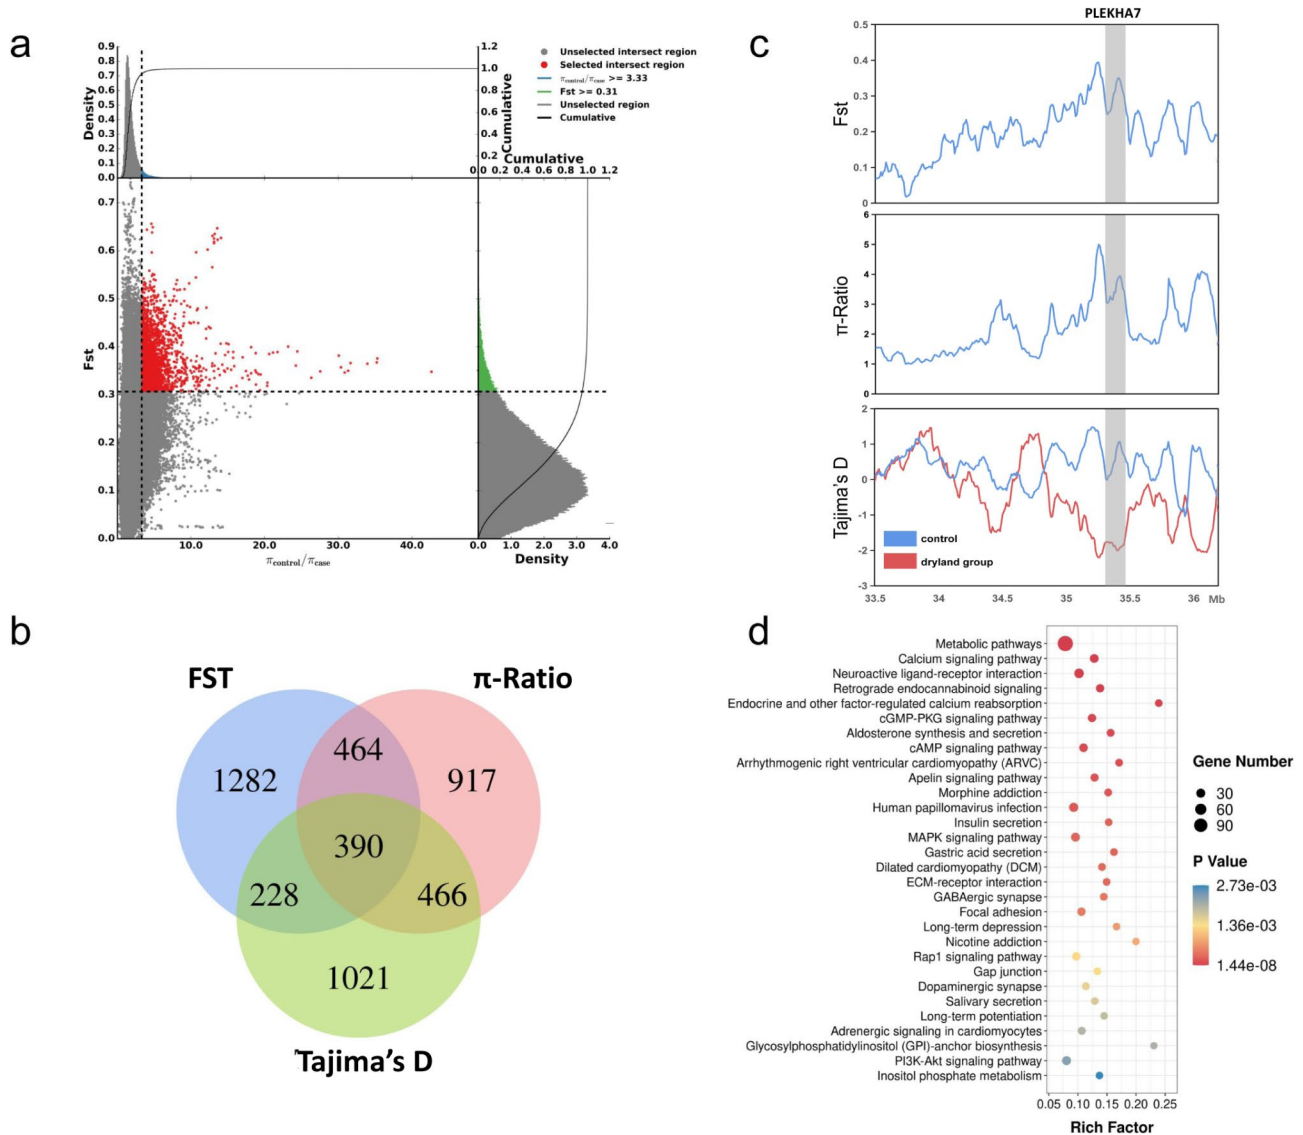 a
0.9
0.8
0.7
0.6
0.5
0.4
0.3
0.2
0.1
0.0
Density
1.2
1.0
0.8
0.6
0.4
0.2
Cumulative
Cumulative
0.0 0.2 0.4 0.6 0.8 1.0 1.2
Unselected intersect region
Selected intersect region
πcontrol/πcase >= 3.33
Fst >= 0.31
Unselected region
Cumulative
0.7
0.6
0.5
0.4
0.3
0.2
0.1
0.0
Fst
10.0 20.0 30.0 40.0
πcontrol/πcase
0.0 1.0 2.0 3.0 4.0
Density
b
FST
π-Ratio
464
1282
917
390
228
466
1021
Tajima's D
c
PLEKHA7
0.5
0.4
0.3
0.2
0.1
0
Fst
6
5
4
3
2
1
0
π-Ratio
2
1
0
-1
-2
-3
Tajima's D
control
dryland group
33.5 34 34.5 35 35.5 36 Mb
d
Metabolic pathways
Calcium signaling pathway
Neuroactive ligand-receptor interaction
Retrograde endocannabinoid signaling
Endocrine and other factor-regulated calcium reabsorption
cGMP-PKG signaling pathway
Aldosterone synthesis and secretion
cAMP signaling pathway
Arrhythmogenic right ventricular cardiomyopathy (ARVC)
Apelin signaling pathway
Morphine addiction
Human papillomavirus infection
Insulin secretion
MAPK signaling pathway
Gastric acid secretion
Dilated cardiomyopathy (DCM)
ECM-receptor interaction
GABAergic synapse
Focal adhesion
Long-term depression
Nicotine addiction
Rap1 signaling pathway
Gap junction
Dopaminergic synapse
Salivary secretion
Long-term potentiation
Adrenergic signaling in cardiomyocytes
Glycosylphosphatidylinositol (GPI)-anchor biosynthesis
PI3K-Akt signaling pathway
Inositol phosphate metabolism
0.05 0.10 0.15 0.20 0.25
Rich Factor
Gene Number
30
60
90
P Value
2.73e-03
1.36e-03
1.44e-08